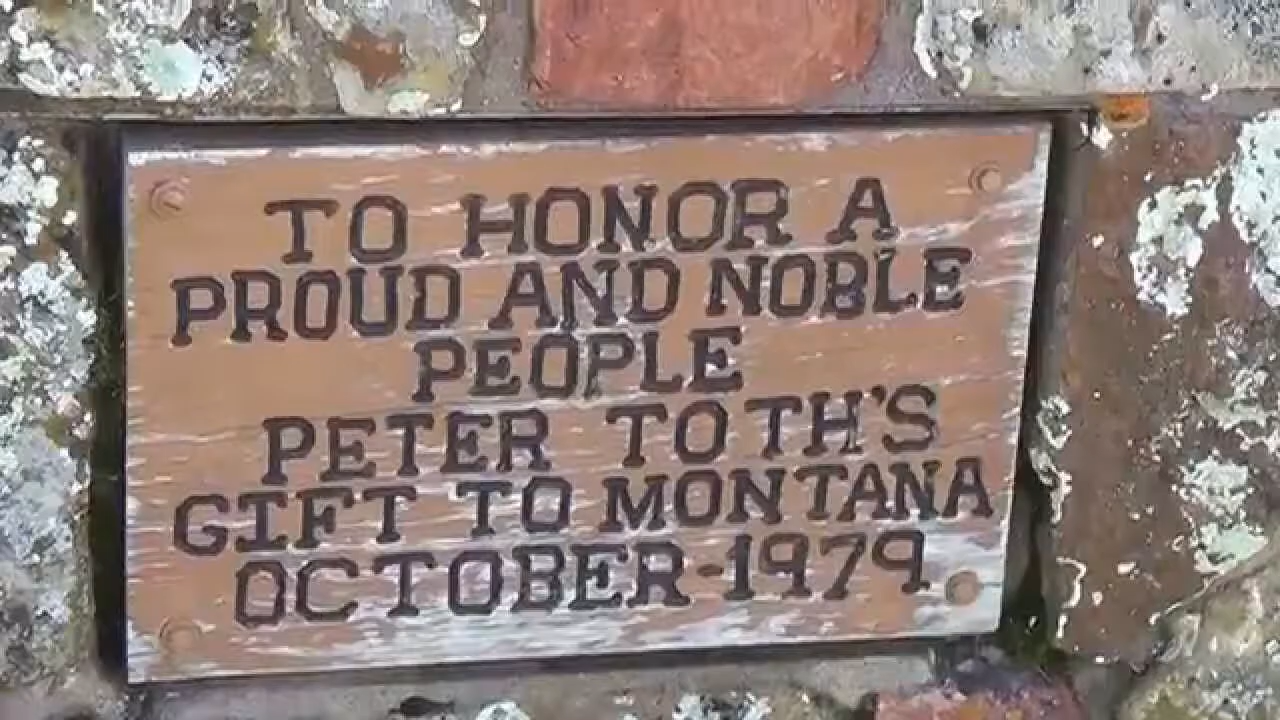 TO HONOR A
PROUD AND NOBLE
PEOPLE
PETER TOTH'S
GIFT TO MONTANA
OCTOBER-1979